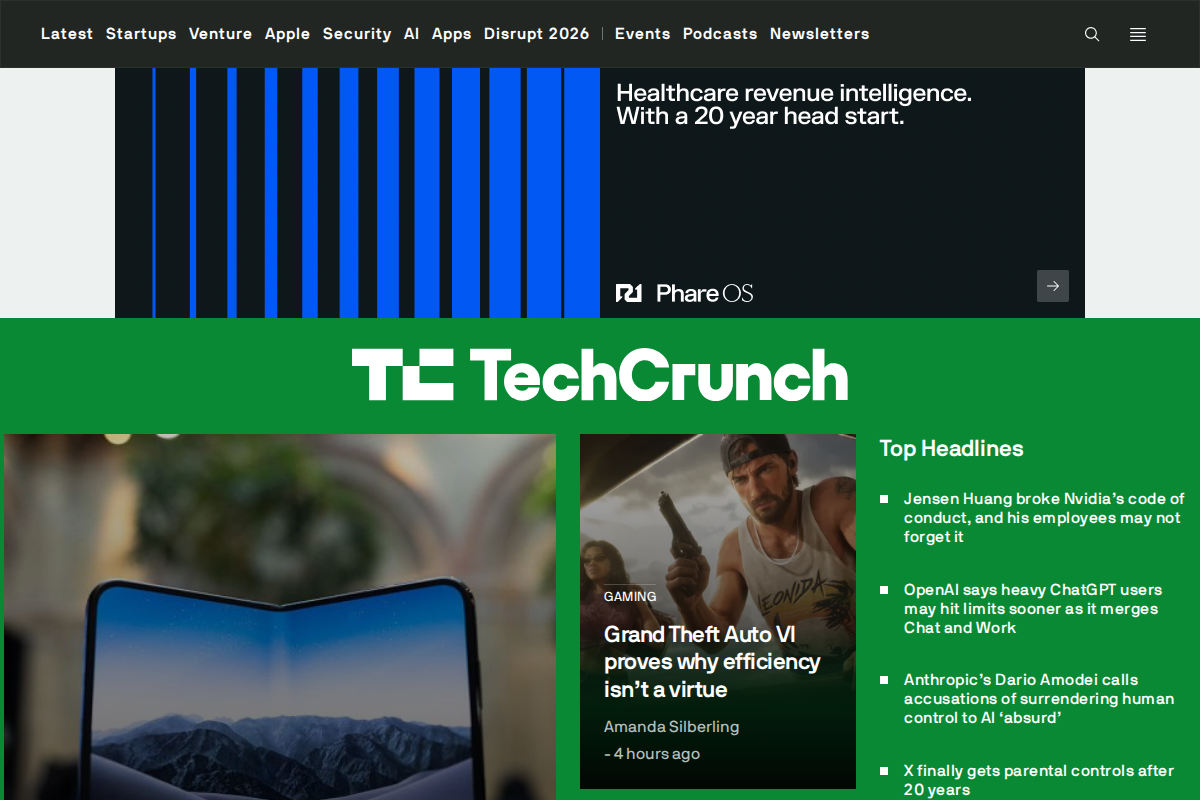 Latest Startups Venture Apple Security AI Apps Disrupt 2026 Events Podcasts Newsletters
Healthcare revenue intelligence.
With a 20 year head start.
Phare OS
TechCrunch
GAMING
Grand Theft Auto VI
proves why efficiency
isn’t a virtue
Amanda Silberling
- 4 hours ago
LEONIDA
Top Headlines
Jensen Huang broke Nvidia’s code of
conduct, and his employees may not
forget it
OpenAI says heavy ChatGPT users
may hit limits sooner as it merges
Chat and Work
Anthropic’s Dario Amodei calls
accusations of surrendering human
control to AI ‘absurd’
X finally gets parental controls after
20 years